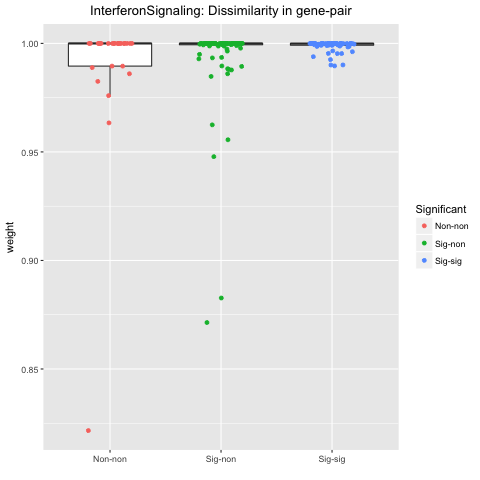 InterferonSignaling: Dissimilarity in gene-pair
1.00
0.95
0.90
0.85
weight
Non-non
Sig-non
Sig-sig
Significant
Non-non
Sig-non
Sig-sig